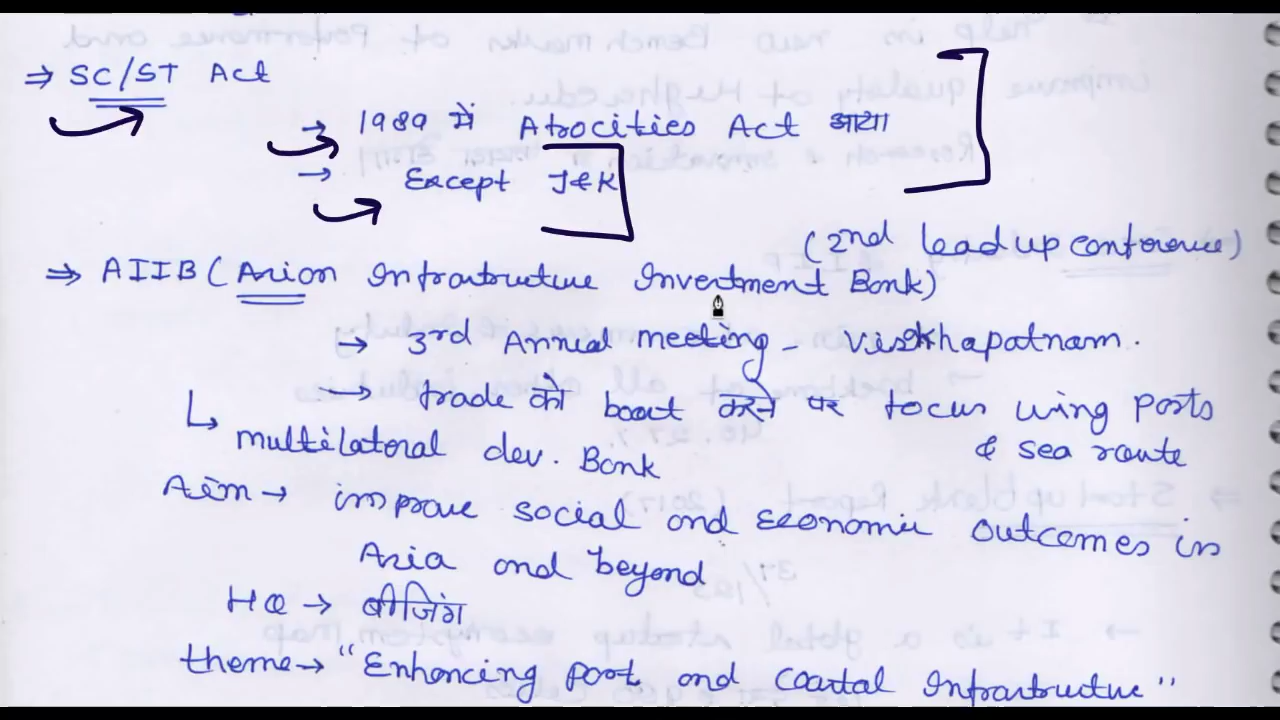 ⇒ SC/ST Act
→ 1989 में Atrocities Act आया
→ Except J&K
(2nd lead up conference)
⇒ AIIB (Asian Infrastructure Investment Bank)
→ 3rd Annual meeting - visakhapatnam.
→ trade को boost करने पर focus using ports
& sea route
↳ multilateral dev. Bank
Aim → improve social and economic outcomes in
Asia and beyond
HQ → बीजिंग
theme → "Enhancing port and coastal Infrastructure"